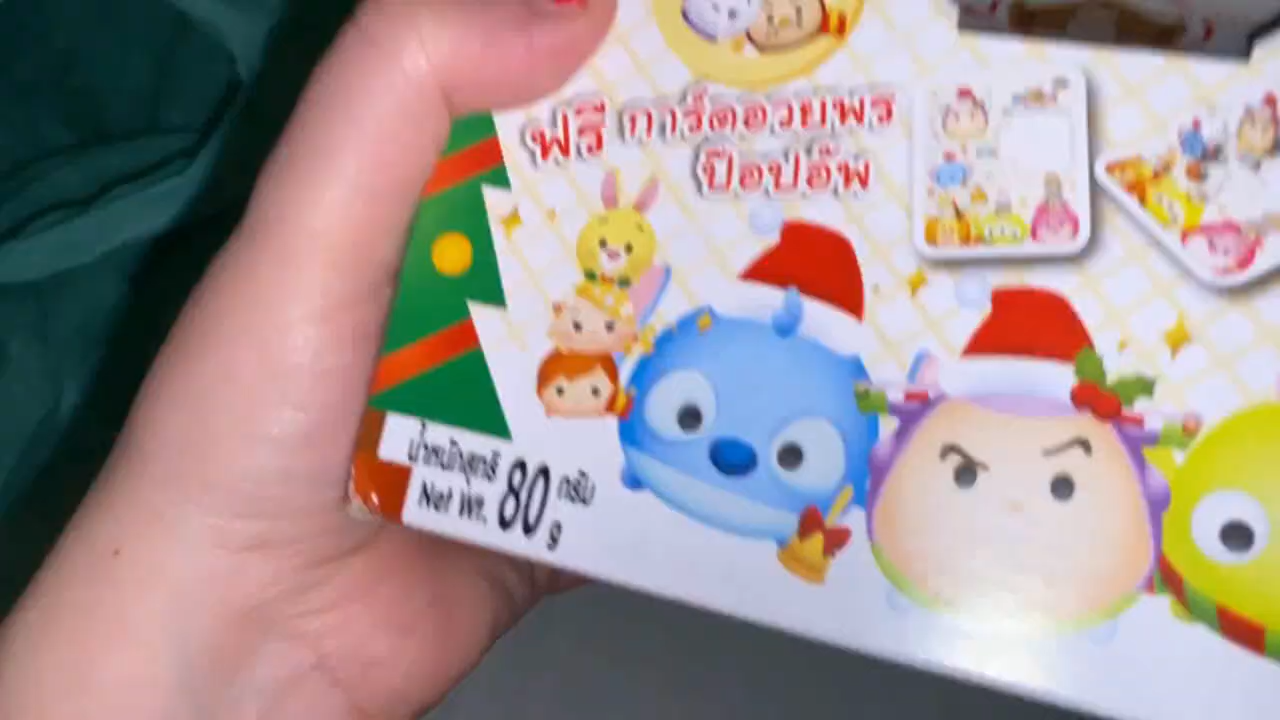 ฟรี การ์ดอวยพร
ป๊อปอัพ
น้ำหนักสุทธิ 80 กรัม
Net Wt. 80 g